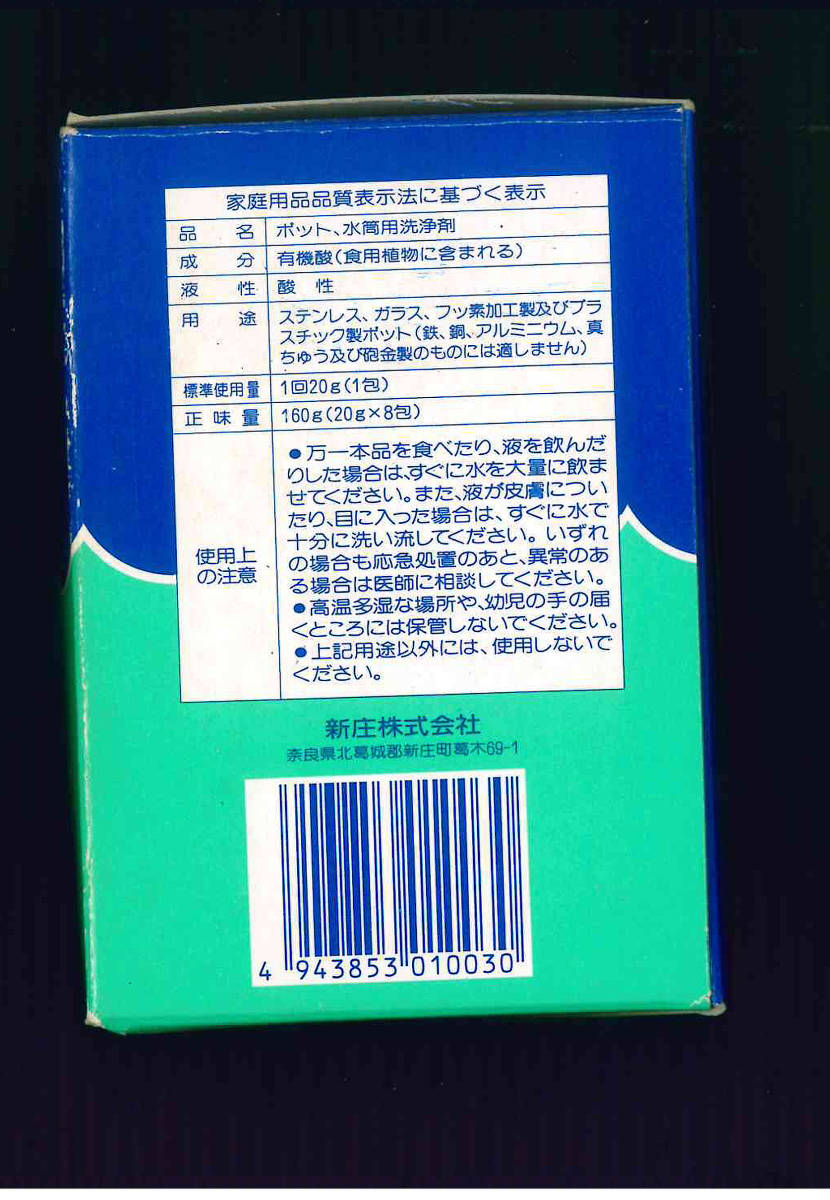 家庭用品品質表示法に基づく表示
品 名 ポット、水筒用洗浄剤
成 分 有機酸(食用植物に含まれる)
液 性 酸 性
用 途 ステンレス、ガラス、フッ素加工製及びプラ
スチック製ポット(鉄、銅、アルミニウム、真
ちゅう及び砲金製のものには適しません)
標準使用量 1回20g(1包)
正味量 160g(20g×8包)
使用上
の注意
●万一本品を食べたり、液を飲んだ
りした場合は、すぐに水を大量に飲ま
せてください。また、液が皮膚につい
たり、目に入った場合は、すぐに水で
十分に洗い流してください。いずれ
の場合も応急処置のあと、異常のあ
る場合は医師に相談してください。
●高温多湿な場所や、幼児の手の届
くところには保管しないでください。
●上記用途以外には、使用しないで
ください。
新庄株式会社
奈良県北葛城郡新庄町葛木69-1
4 943853 010030